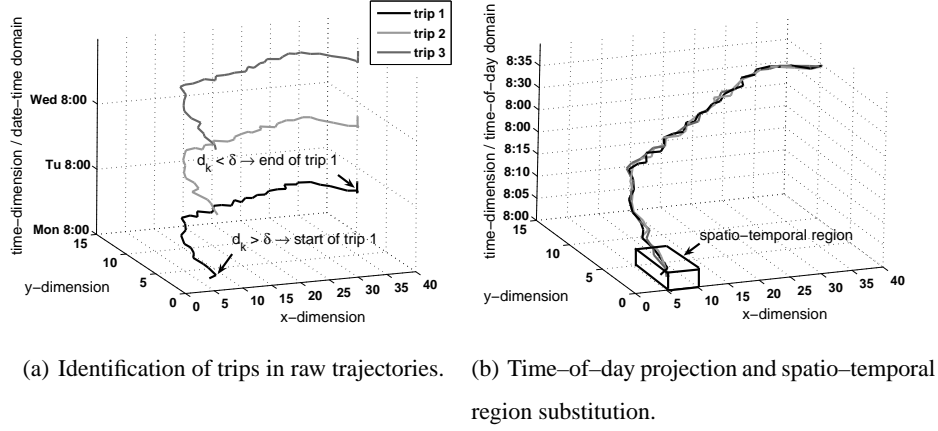 (a)
trip 1
trip 2
trip 3
time−dimension / date−time domain
Wed 8:00
Tu 8:00
Mon 8:00
d_k < δ → end of trip 1
d_k > δ → start of trip 1
15
10
5
0
y−dimension
0 5 10 15 20 25 30 35 40
x−dimension
(b)
time−dimension / time−of−day domain
8:35
8:30
8:00
8:00
8:15
8:10
8:05
8:00
spatio−temporal region
15
10
5
0
y−dimension
0 5 10 15 20 25 30 35 40
x−dimension
(a) Identification of trips in raw trajectories.
(b) Time–of–day projection and spatio–temporal
region substitution.